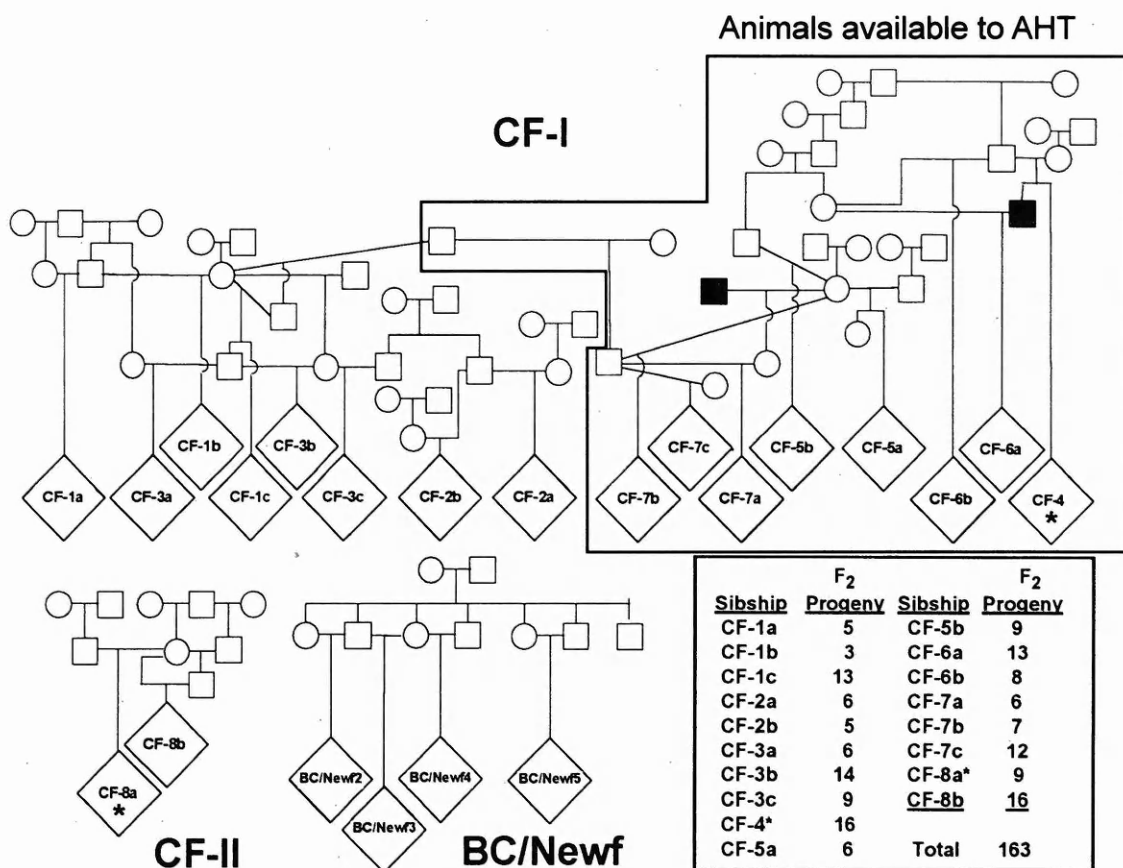 Animals available to AHT
CF-I
CF-1b
CF-3b
CF-7c
CF-5b
CF-5a
CF-6a
CF-1a
CF-3a
CF-1c
CF-3c
CF-2b
CF-2a
CF-7b
CF-7a
CF-6b
CF-4
*
CF-8b
CF-8a
*
CF-II
BC/Newf2
BC/Newf3
BC/Newf4
BC/Newf5
BC/Newf
F2 F2
Sibship Progeny Sibship Progeny
CF-1a 5 CF-5b 9
CF-1b 3 CF-6a 13
CF-1c 13 CF-6b 8
CF-2a 6 CF-7a 6
CF-2b 5 CF-7b 7
CF-3a 6 CF-7c 12
CF-3b 14 CF-8a* 9
CF-3c 9 CF-8b 16
CF-4* 16
CF-5a 6 Total 163